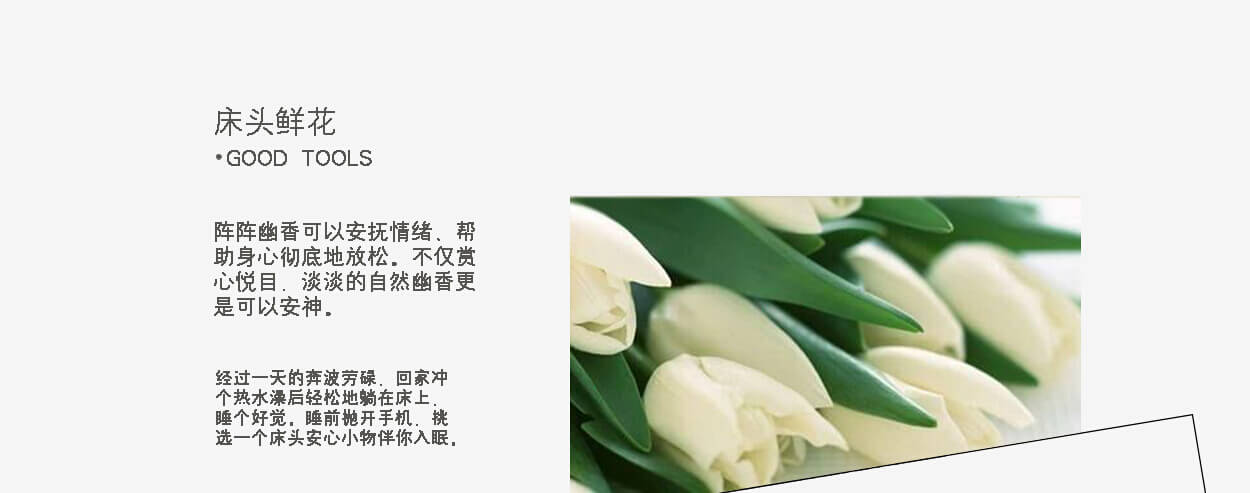 床头鲜花
•GOOD TOOLS
阵阵幽香可以安抚情绪、帮
助身心彻底地放松。不仅赏
心悦目，淡淡的自然幽香更
是可以安神。
经过一天的奔波劳碌，回家冲
个热水澡后轻松地躺在床上，
睡个好觉。睡前抛开手机，挑
选一个床头安心小物伴你入眠。